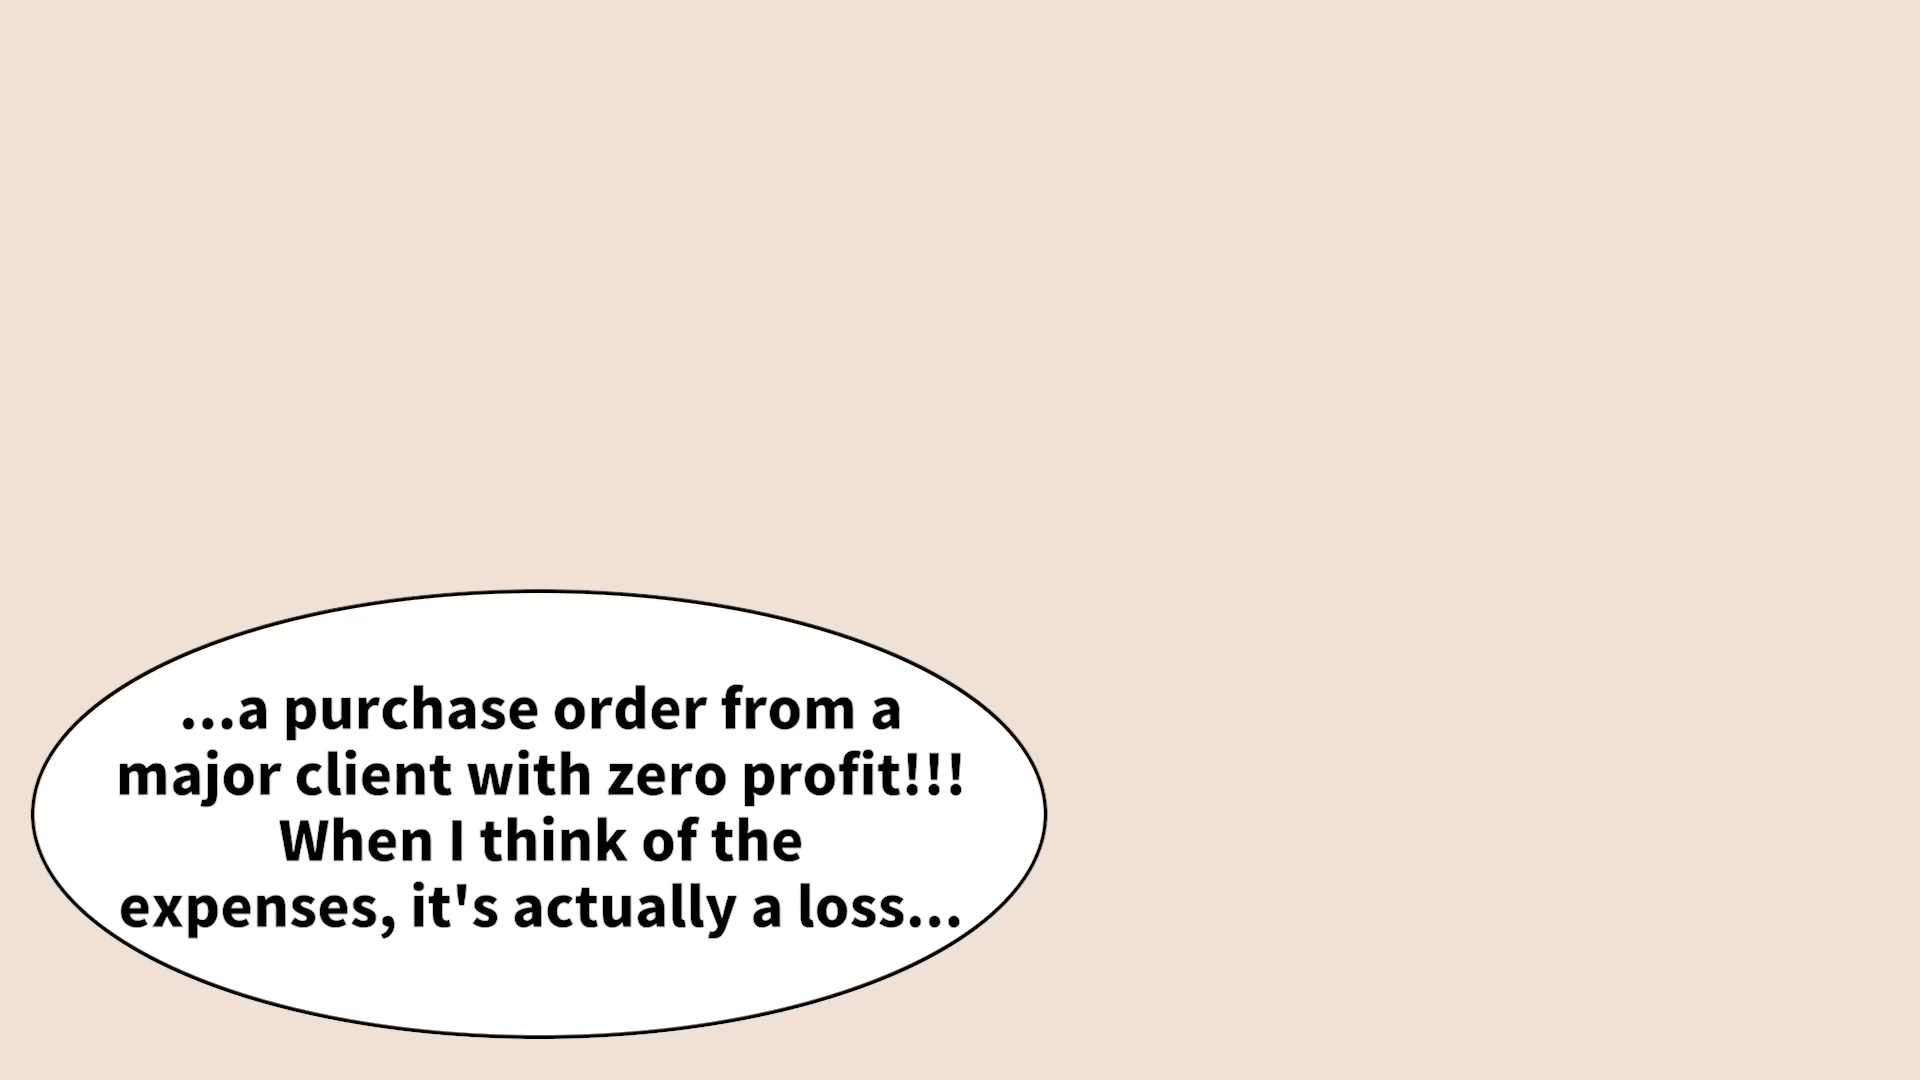 ...a purchase order from a
major client with zero profit!!!
When I think of the
expenses, it's actually a loss...